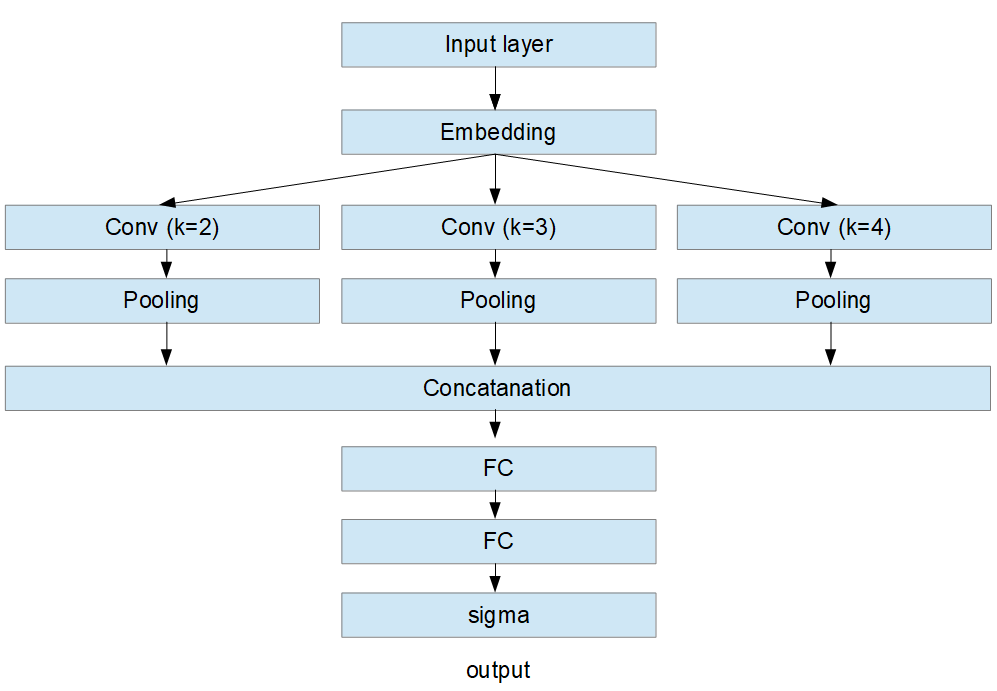 Input layer
Embedding
Conv (k=2)
Conv (k=3)
Conv (k=4)
Pooling
Pooling
Pooling
Concatanation
FC
FC
sigma
output